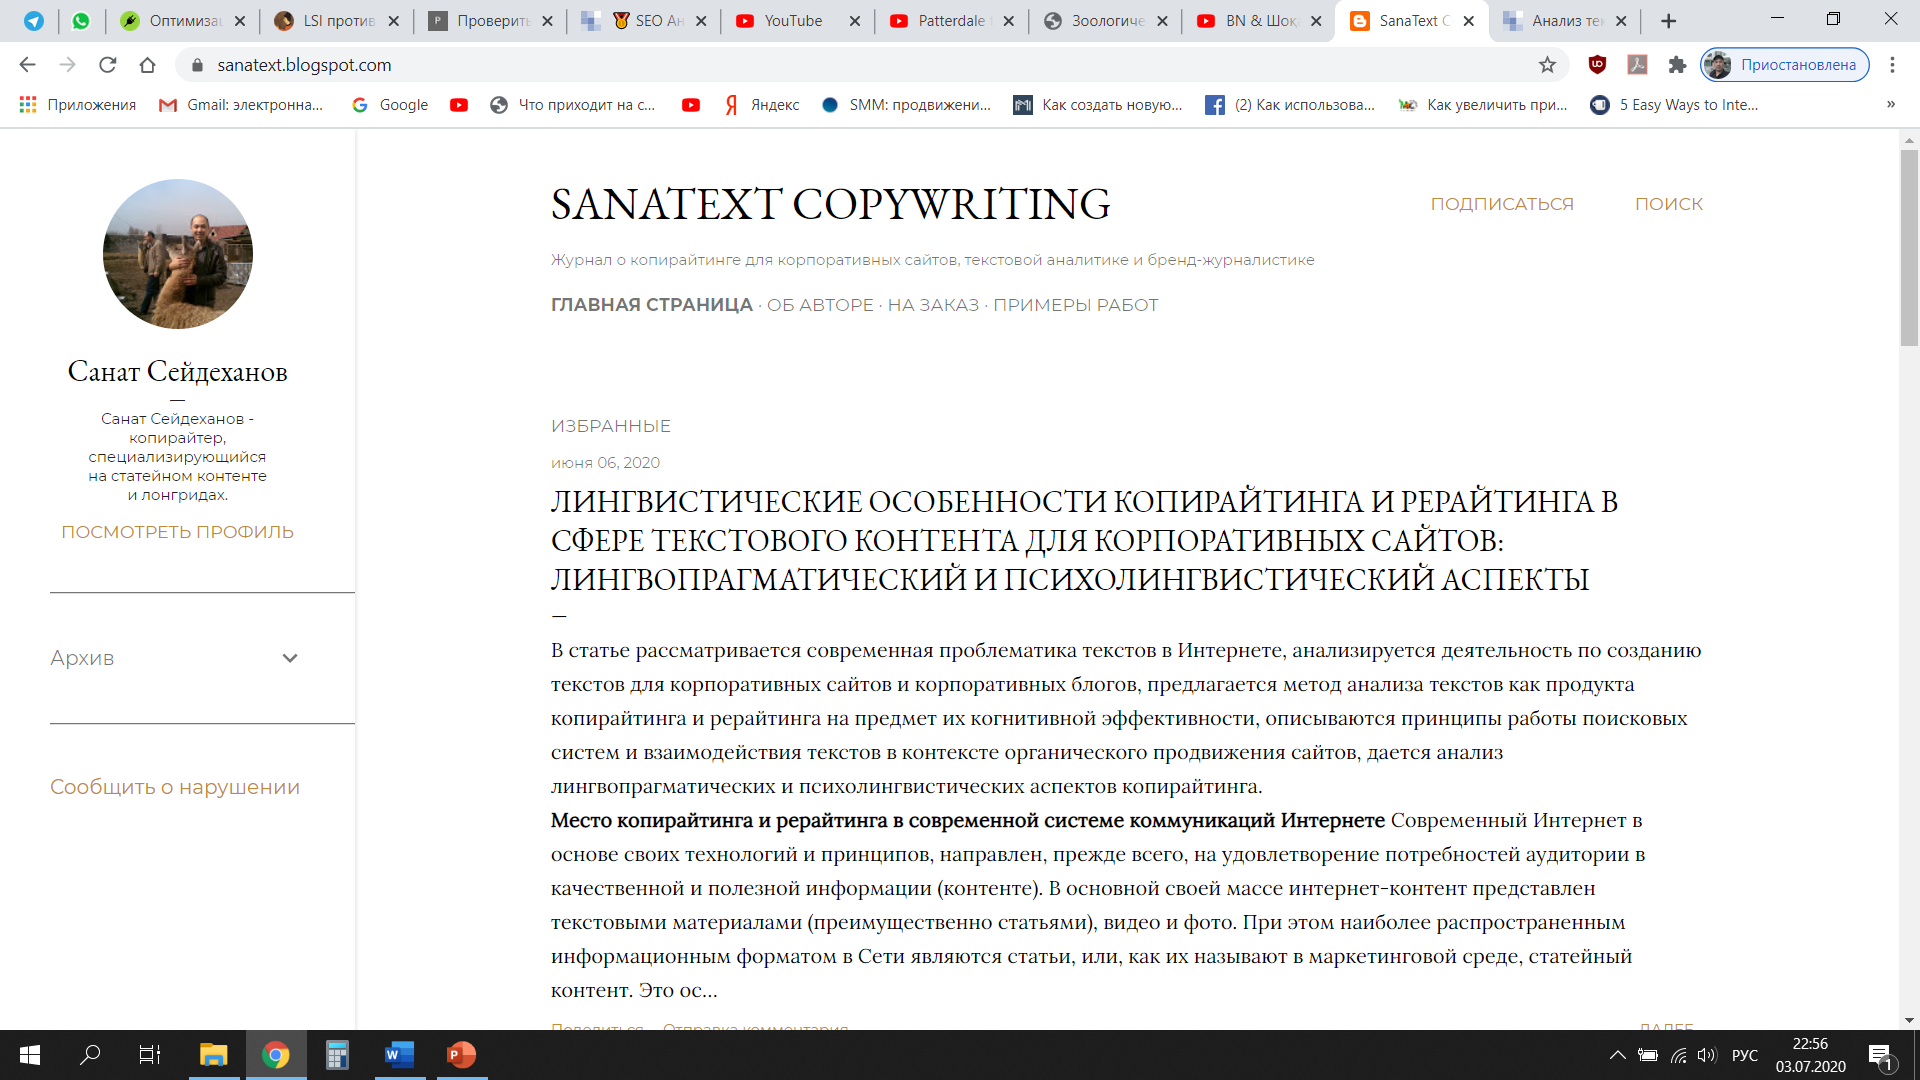 Оптимизац
LSI против
Проверить
SEO Ан
YouTube
Patterdale
Зоологиче
BN & Шок
SanaText C
Анализ тек
sanatext.blogspot.com
Приостановлена
Приложения
Gmail: электронна...
Google
Что приходит на с...
Яндекс
SMM: продвижени...
Как создать новую...
(2) Как использова...
Как увеличить при...
5 Easy Ways to Inte...
»
Санат Сейдеханов
—
Санат Сейдеханов -
копирайтер,
специализирующийся
на статейном контенте
и лонгридах.
ПОСМОТРЕТЬ ПРОФИЛЬ
Архив
Сообщить о нарушении
SANATEXT COPYWRITING
ПОДПИСАТЬСЯ
ПОИСК
Журнал о копирайтинге для корпоративных сайтов, текстовой аналитике и бренд-журналистике
ГЛАВНАЯ СТРАНИЦА · ОБ АВТОРЕ · НА ЗАКАЗ · ПРИМЕРЫ РАБОТ
ИЗБРАННЫЕ
июня 06, 2020
ЛИНГВИСТИЧЕСКИЕ ОСОБЕННОСТИ КОПИРАЙТИНГА И РЕРАЙТИНГА В
СФЕРЕ ТЕКСТОВОГО КОНТЕНТА ДЛЯ КОРПОРАТИВНЫХ САЙТОВ:
ЛИНГВОПРАГМАТИЧЕСКИЙ И ПСИХОЛИНГВИСТИЧЕСКИЙ АСПЕКТЫ
—
В статье рассматривается современная проблематика текстов в Интернете, анализируется деятельность по созданию
текстов для корпоративных сайтов и корпоративных блогов, предлагается метод анализа текстов как продукта
копирайтинга и рерайтинга на предмет их когнитивной эффективности, описываются принципы работы поисковых
систем и взаимодействия текстов в контексте органического продвижения сайтов, дается анализ
лингвопрагматических и психолингвистических аспектов копирайтинга.
Место копирайтинга и рерайтинга в современной системе коммуникаций Интернете Современный Интернет в
основе своих технологий и принципов, направлен, прежде всего, на удовлетворение потребностей аудитории в
качественной и полезной информации (контенте). В основной своей массе интернет-контент представлен
текстовыми материалами (преимущественно статьями), видео и фото. При этом наиболее распространенным
информационным форматом в Сети являются статьи, или, как их называют в маркетинговой среде, статейный
контент. Это ос...
Поделиться
Отправка комментария
ДАЛЕЕ
РУС
22:56
03.07.2020
1